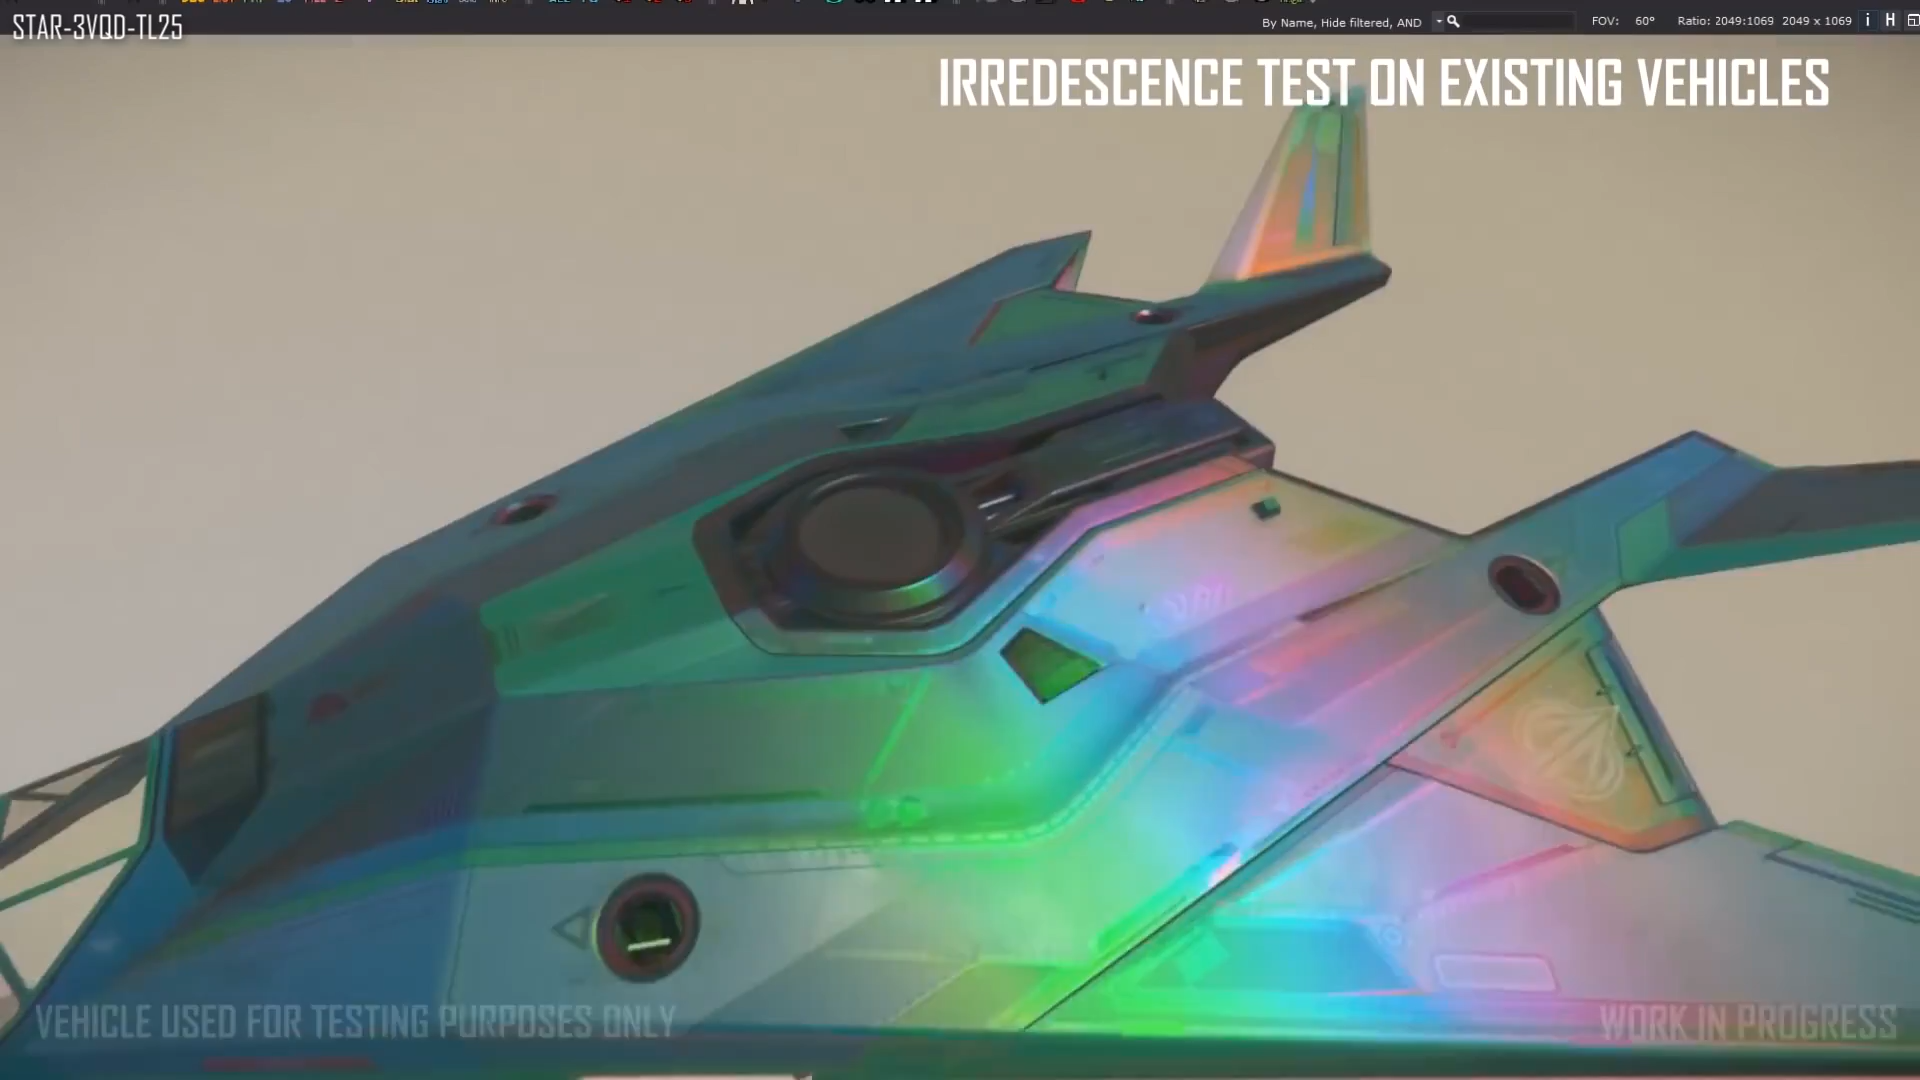 By Name, Hide filtered, AND
FOV: 60° Ratio: 2049:1069 2049 x 1069 i H
STAR-3VQD-TL25
IRREDESCENCE TEST ON EXISTING VEHICLES
VEHICLE USED FOR TESTING PURPOSES ONLY
WORK IN PROGRESS